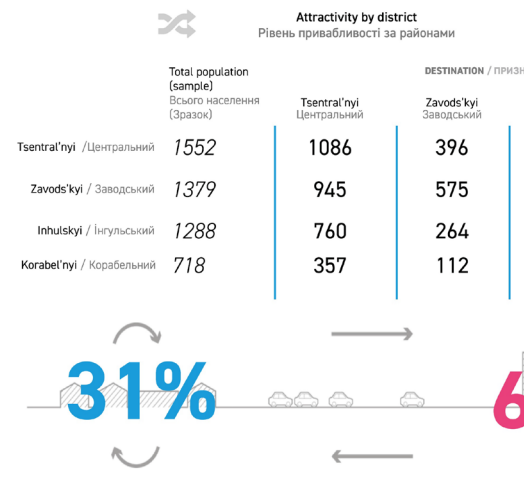 Attractivity by district
Рівень привабливості за районами
Total population
(sample)
Всього населення
(Зразок)
DESTINATION /
Tsentral'nyi
Центральний
Zavods'kyi
Заводський
Tsentral'nyi /Центральний 1552 1086 396
Zavods'kyi / Заводський 1379 945 575
Inhulskyi / Інгульський 1288 760 264
Korabel'nyi / Корабельний 718 357 112
31%
6